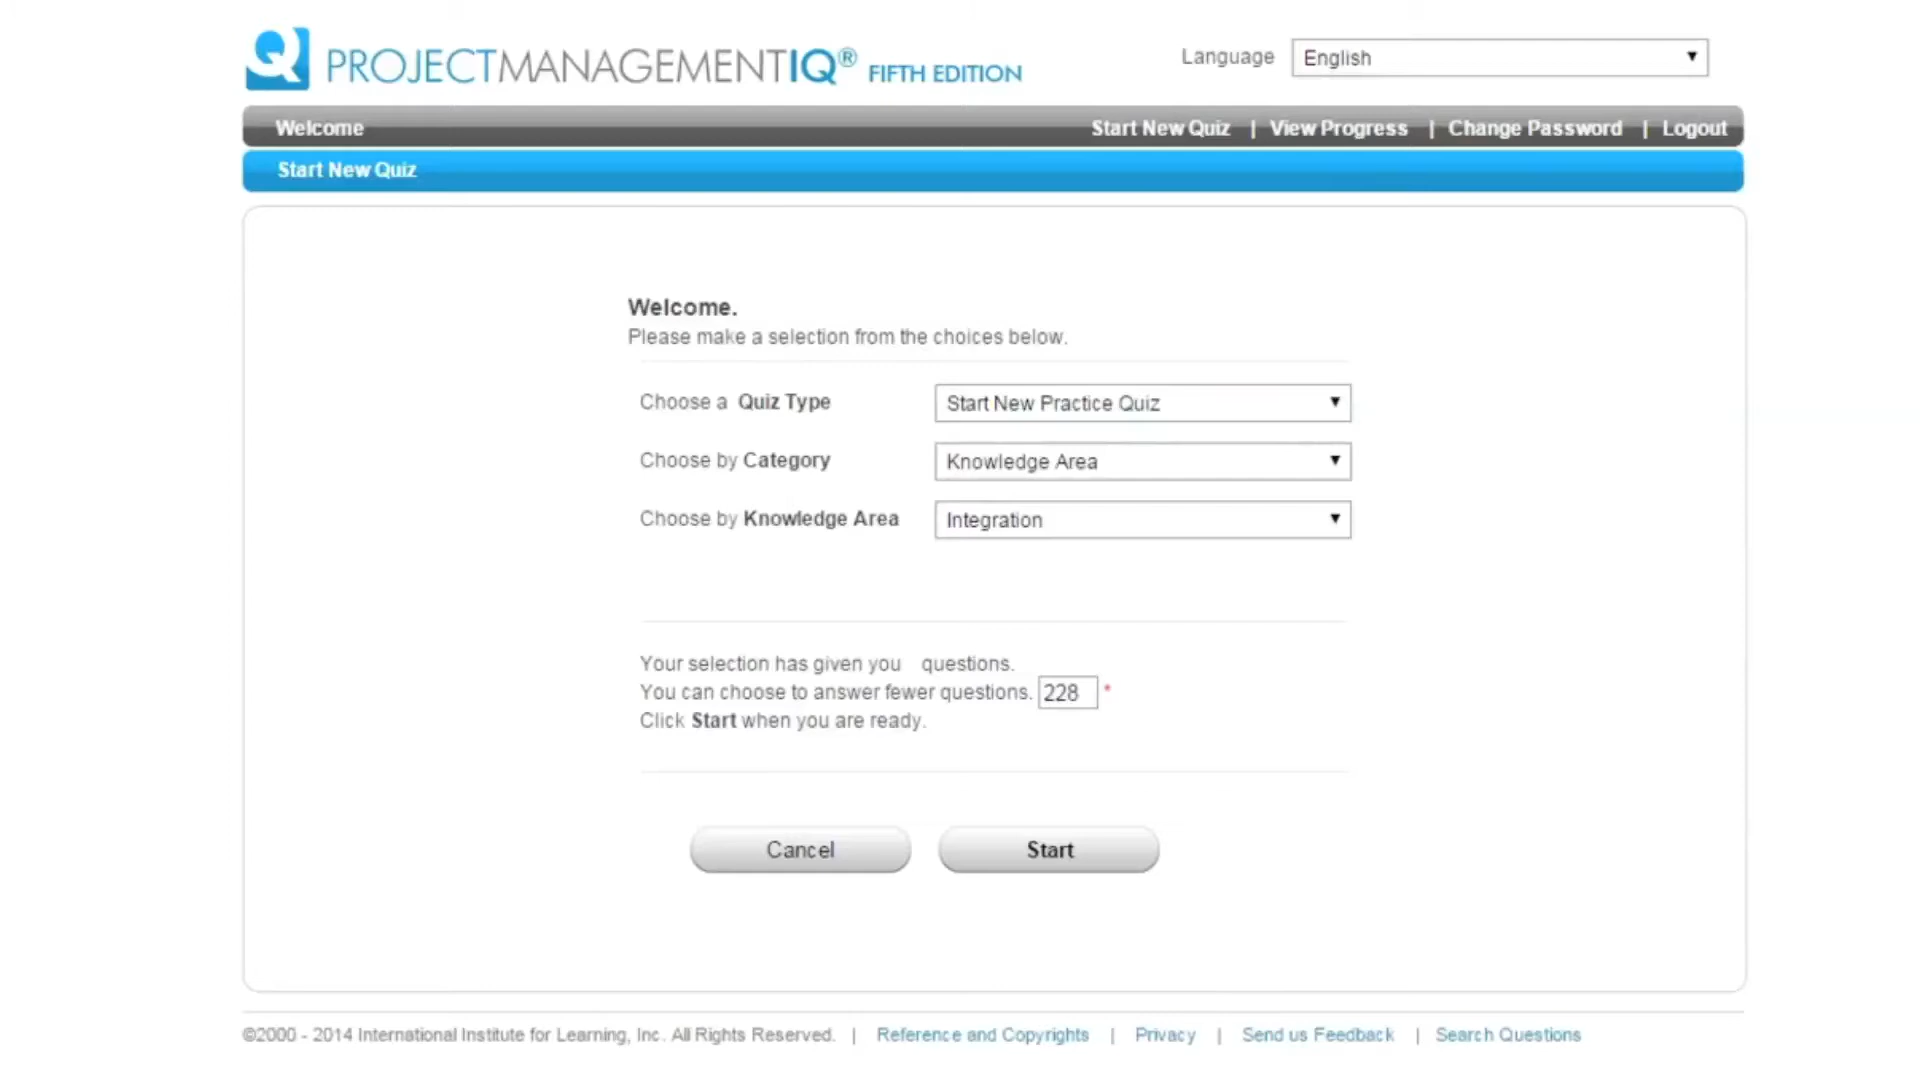 PROJECTMANAGEMENTIQ® FIFTH EDITION
Language English
Welcome Start New Quiz | View Progress | Change Password | Logout
Start New Quiz
Welcome.
Please make a selection from the choices below.
Choose a Quiz Type Start New Practice Quiz
Choose by Category Knowledge Area
Choose by Knowledge Area Integration
Your selection has given you questions.
You can choose to answer fewer questions. 228 *
Click Start when you are ready.
Cancel Start
©2000 - 2014 International Institute for Learning, Inc. All Rights Reserved. | Reference and Copyrights | Privacy | Send us Feedback | Search Questions